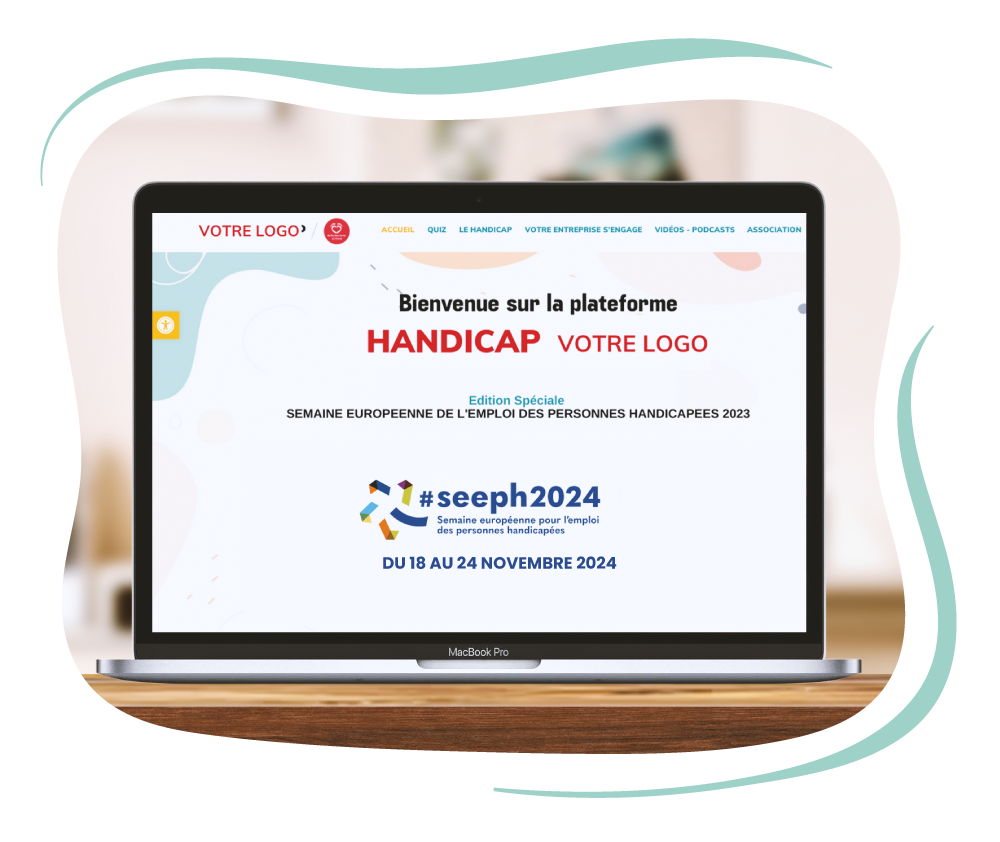 VOTRE LOGO
ACCUEIL QUIZ LE HANDICAP VOTRE ENTREPRISE S'ENGAGE VIDÉOS - PODCASTS ASSOCIATION
Bienvenue sur la plateforme
HANDICAP VOTRE LOGO
Edition Spéciale
SEMAINE EUROPEENNE DE L'EMPLOI DES PERSONNES HANDICAPEES 2023
#seeph2024
Semaine européenne pour l'emploi
des personnes handicapées
DU 18 AU 24 NOVEMBRE 2024
MacBook Pro